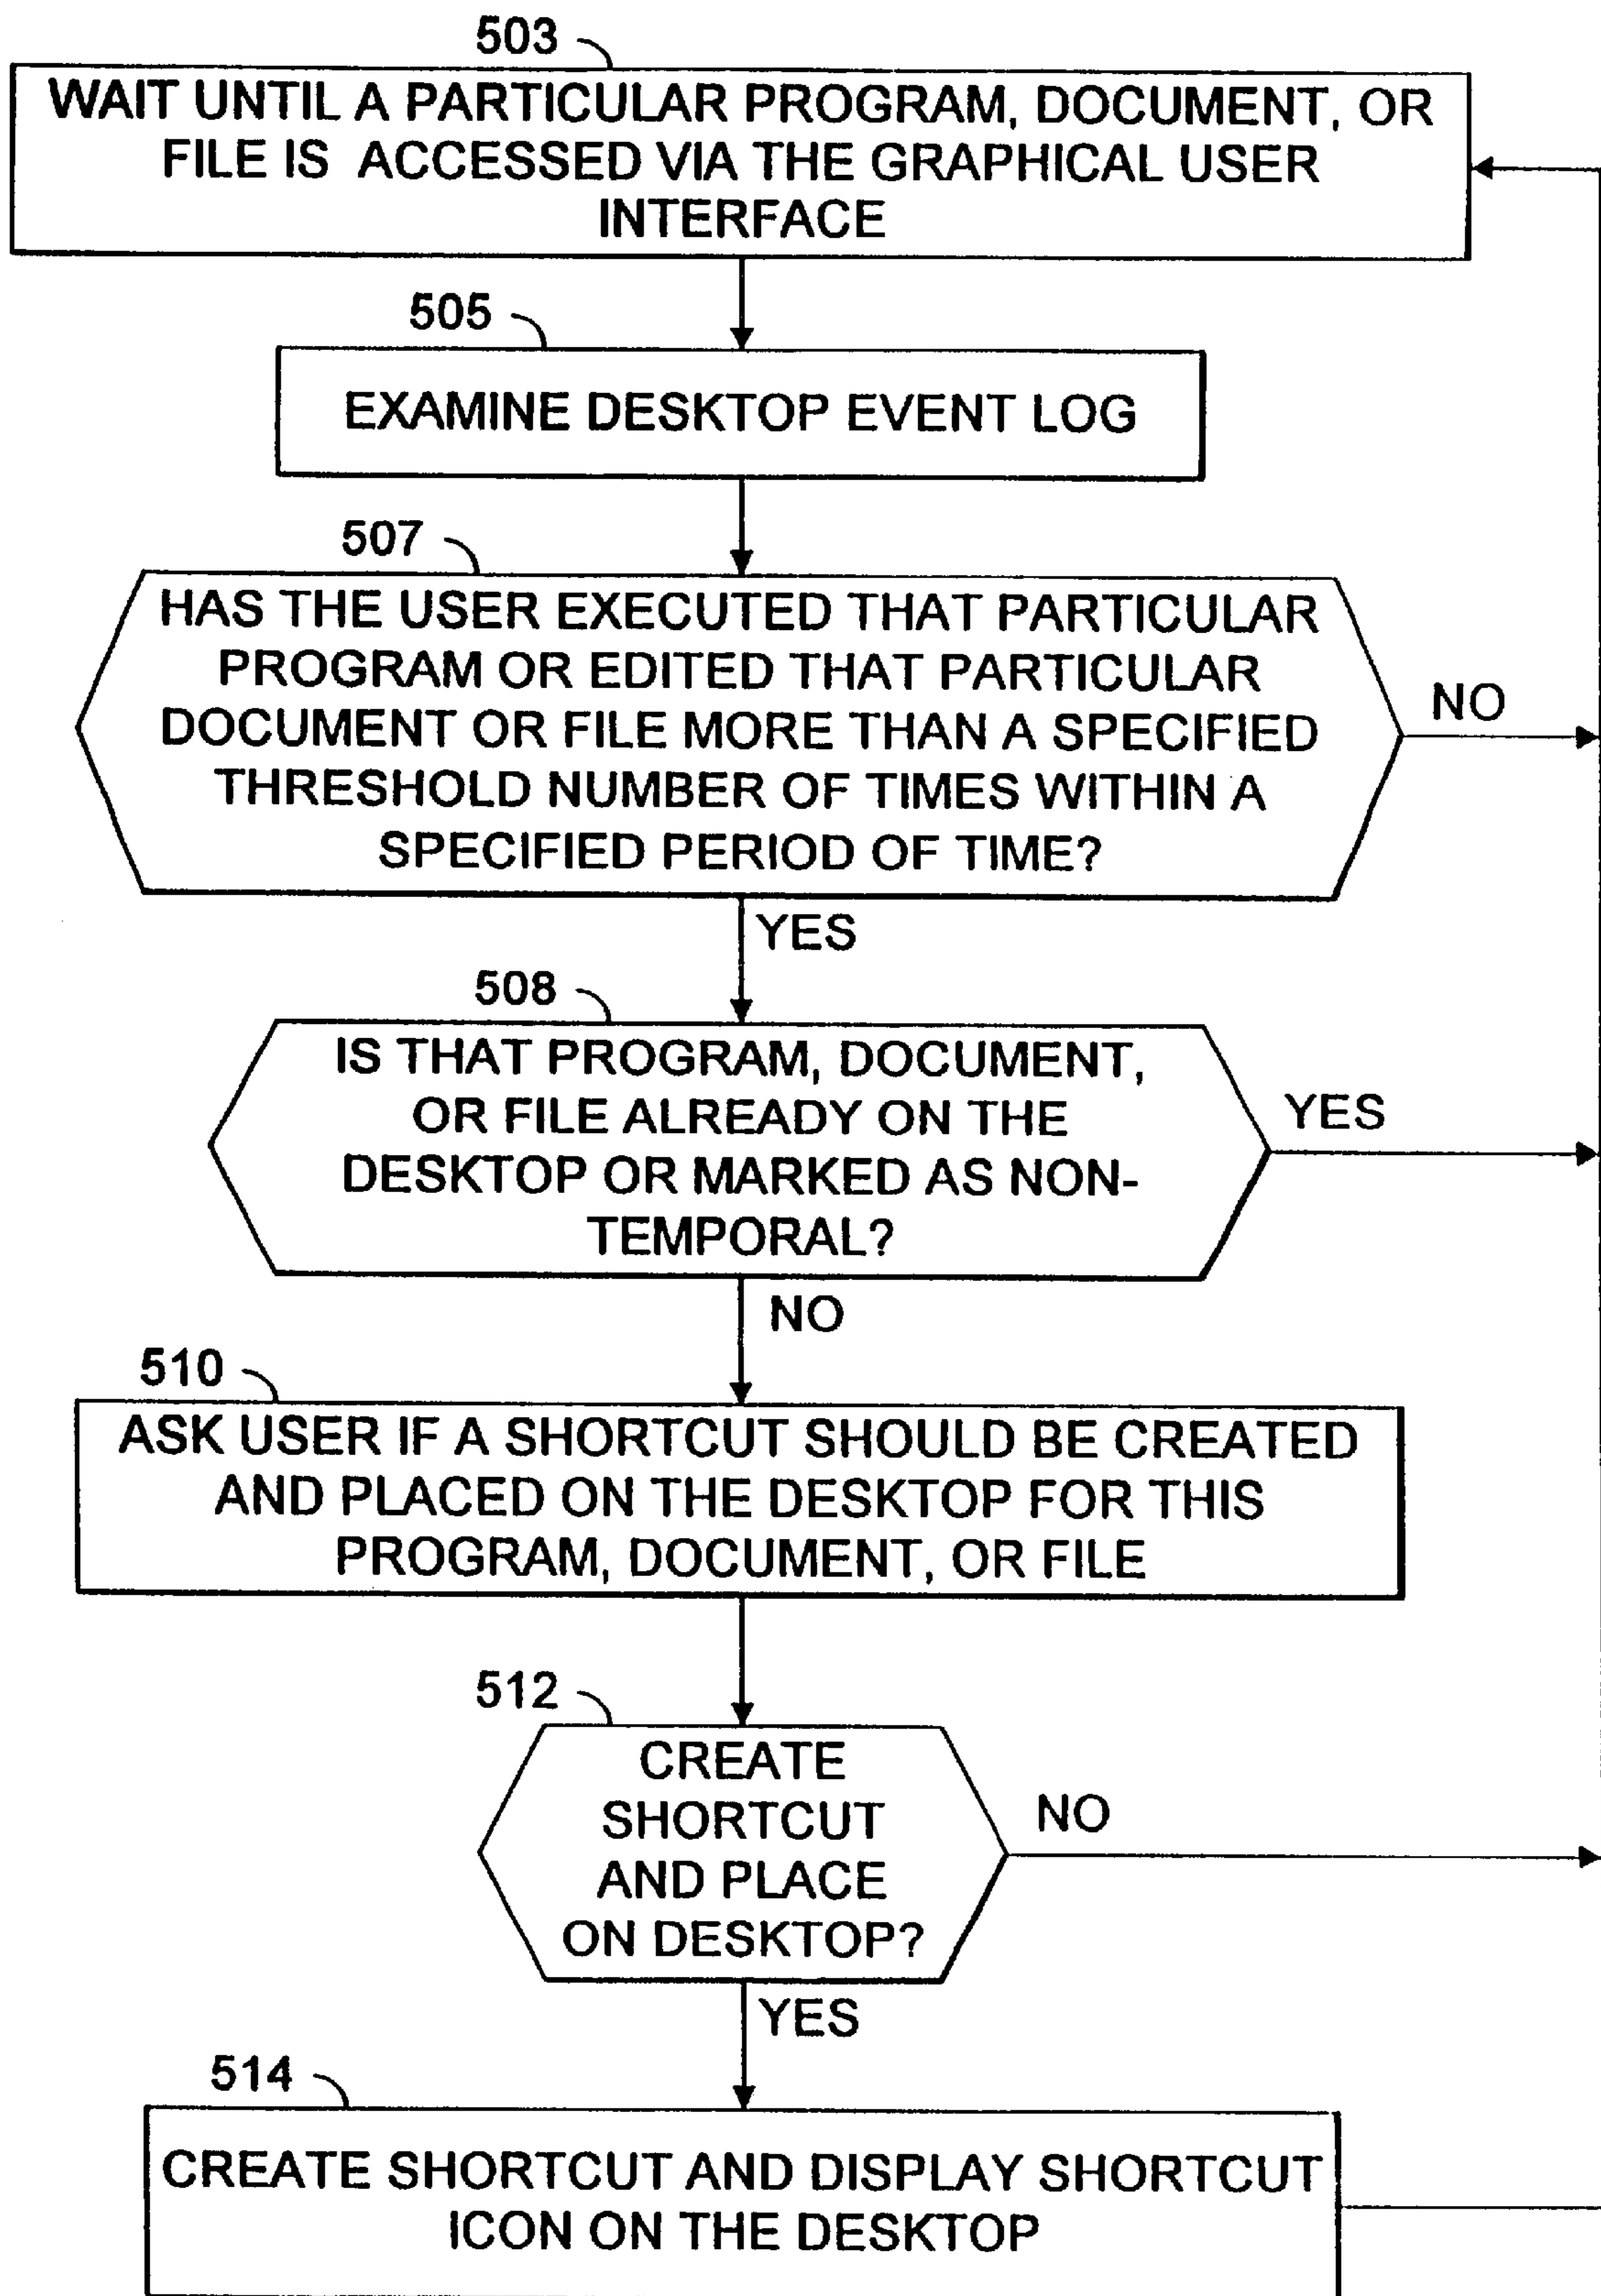 503
WAIT UNTIL A PARTICULAR PROGRAM, DOCUMENT, OR
FILE IS ACCESSED VIA THE GRAPHICAL USER
INTERFACE
505
EXAMINE DESKTOP EVENT LOG
507
HAS THE USER EXECUTED THAT PARTICULAR
PROGRAM OR EDITED THAT PARTICULAR
DOCUMENT OR FILE MORE THAN A SPECIFIED
THRESHOLD NUMBER OF TIMES WITHIN A
SPECIFIED PERIOD OF TIME?
NO
YES
508
IS THAT PROGRAM, DOCUMENT,
OR FILE ALREADY ON THE
DESKTOP OR MARKED AS NON-
TEMPORAL?
YES
NO
510
ASK USER IF A SHORTCUT SHOULD BE CREATED
AND PLACED ON THE DESKTOP FOR THIS
PROGRAM, DOCUMENT, OR FILE
512
CREATE
SHORTCUT
AND PLACE
ON DESKTOP?
NO
YES
514
CREATE SHORTCUT AND DISPLAY SHORTCUT
ICON ON THE DESKTOP